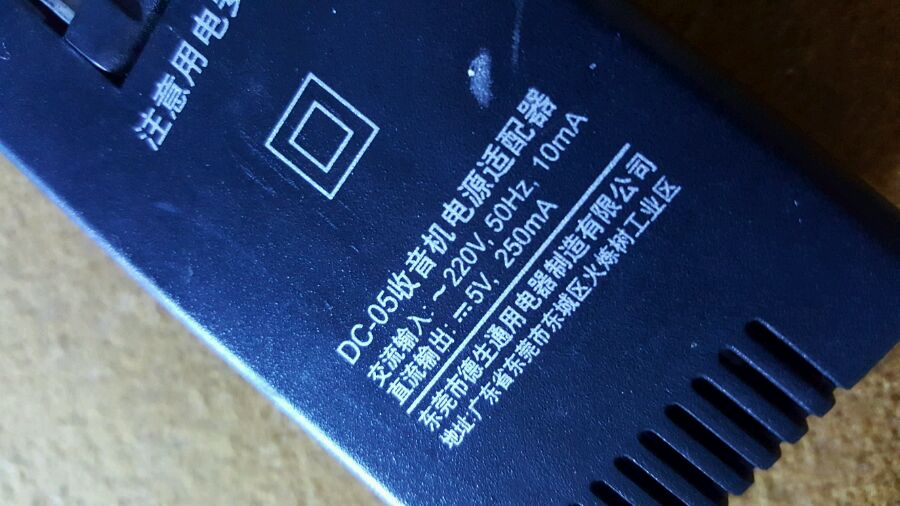 注意用电安
DC-05收音机电源适配器
交流输入：～220V, 50Hz, 10mA
直流输出：⎓5V, 250mA
东莞市德生通用电器制造有限公司
地址:广东省东莞市东城区火炼树工业区